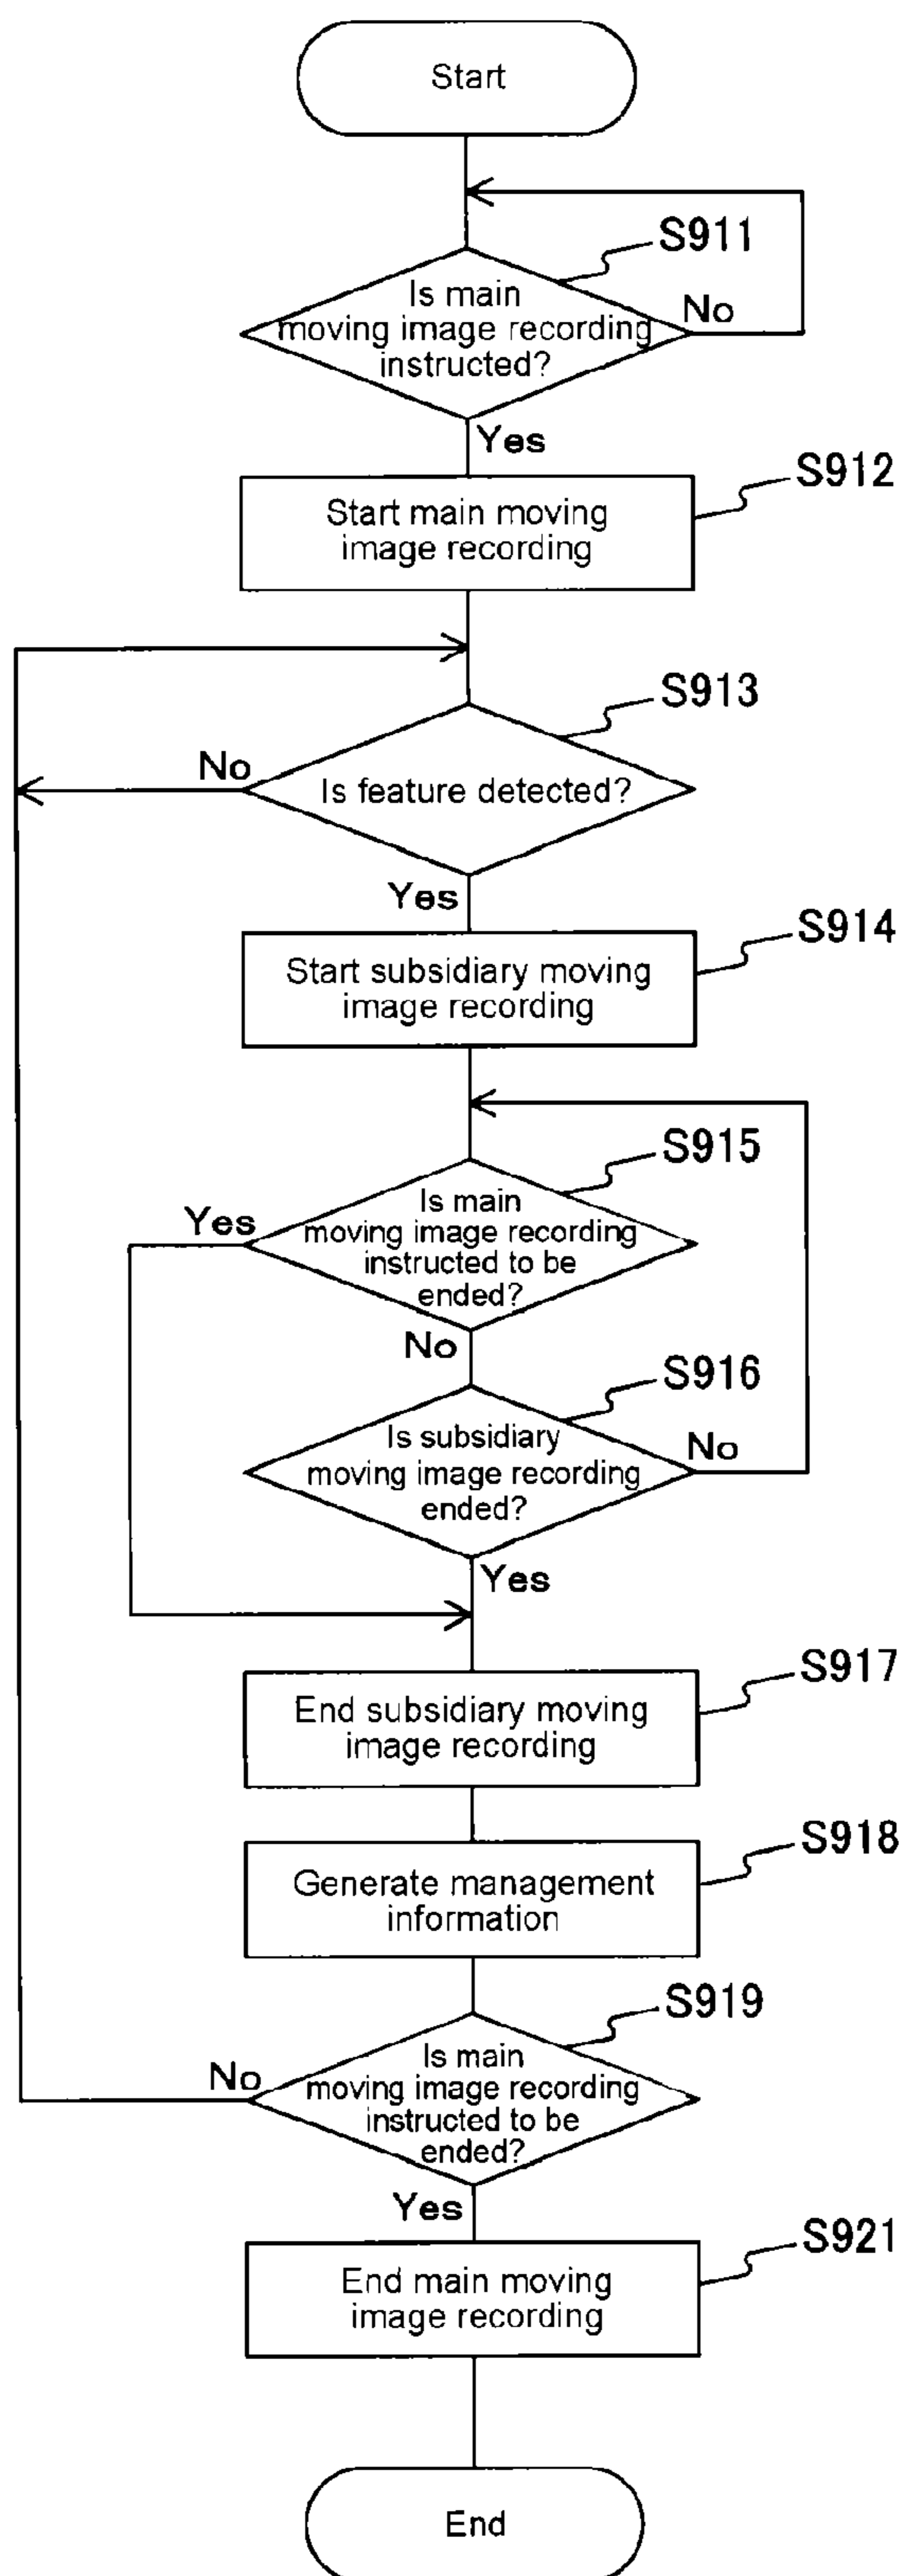 Start
S911
Is main
moving image recording
instructed?
No
Yes
S912
Start main moving
image recording
S913
No
Is feature detected?
Yes
S914
Start subsidiary moving
image recording
S915
Yes
Is main
moving image recording
instructed to be
ended?
No
S916
Is subsidiary
moving image recording
ended?
No
Yes
S917
End subsidiary moving
image recording
S918
Generate management
information
S919
No
Is main
moving image recording
instructed to be
ended?
Yes
S921
End main moving
image recording
End